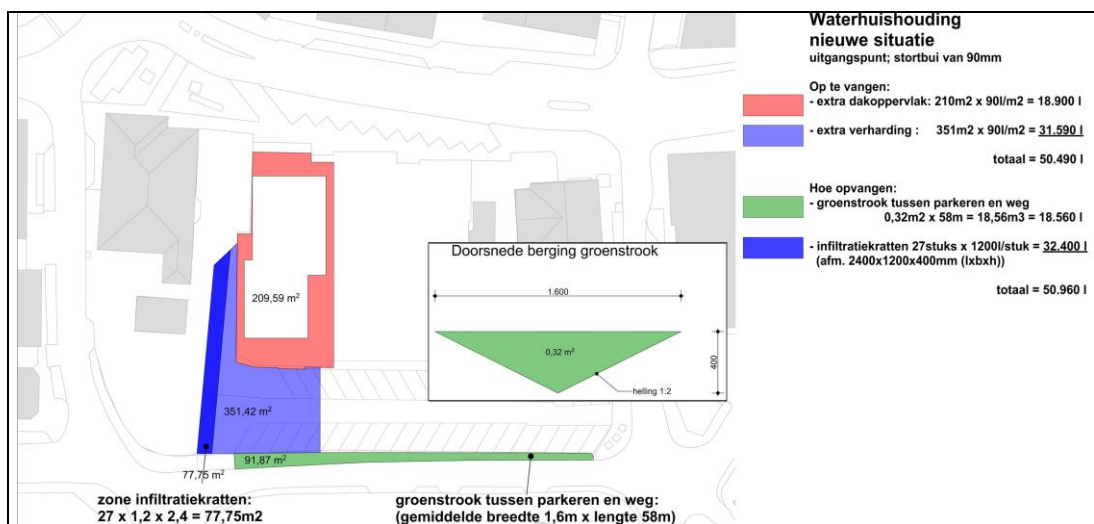 Waterhuishouding
nieuwe situatie
uitgangspunt; stortbui van 90mm
Op te vangen:
- extra dakoppervlak: 210m2 x 90l/m2 = 18.900 l
- extra verharding : 351m2 x 90l/m2 = 31.590 l
totaal = 50.490 l
Hoe opvangen:
- groenstrook tussen parkeren en weg
0,32m2 x 58m = 18,56m3 = 18.560 l
- infiltratiekratten 27stuks x 1200l/stuk = 32.400 l
(afm. 2400x1200x400mm (lxbxh))
totaal = 50.960 l
Doorsnede berging groenstrook
1.600
0,32 m²
400
helling 1:2
209,59 m²
351,42 m²
91,87 m²
77,75 m²
zone infiltratiekratten:
27 x 1,2 x 2,4 = 77,75m2
groenstrook tussen parkeren en weg:
(gemiddelde breedte 1,6m x lengte 58m)